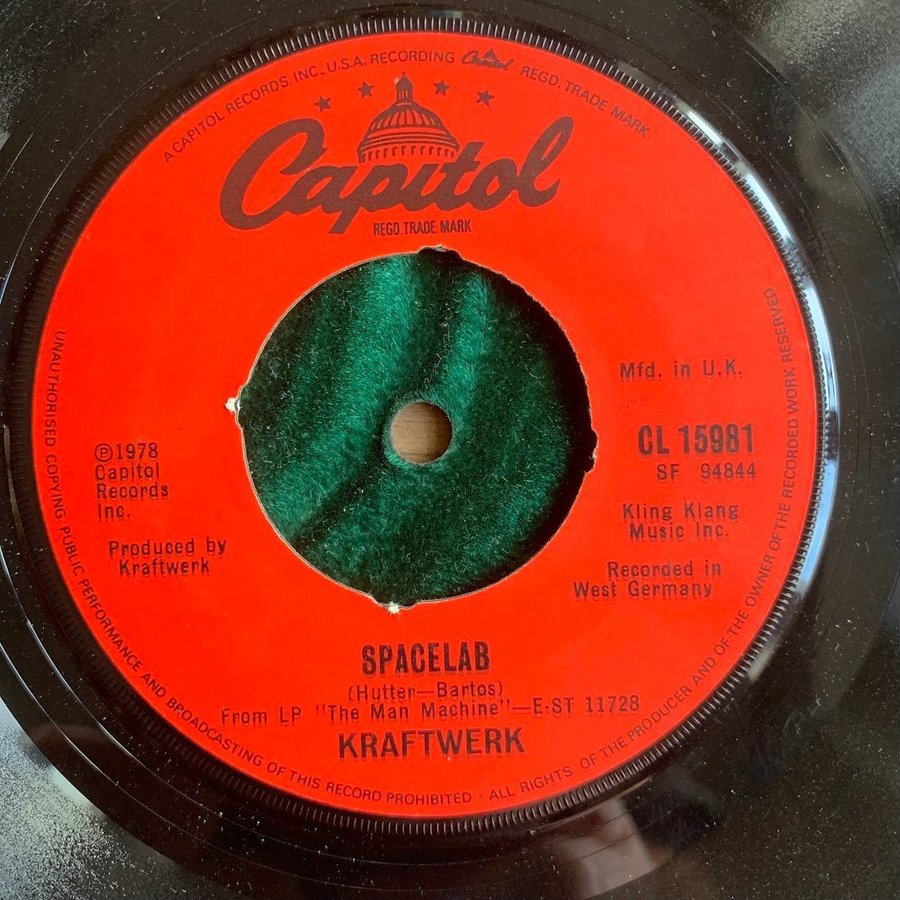 A CAPITOL RECORDS, INC., U.S.A. RECORDING Capitol REGD. TRADE MARK
Capitol
REGD. TRADE MARK
Mfd. in U.K.
CL 15981
SF 94844
Kling Klang
Music Inc.
Recorded in
West Germany
℗1978
Capitol
Records
Inc.
Produced by
Kraftwerk
SPACELAB
(Hutter—Bartos)
From LP "The Man Machine"—E-ST 11728
KRAFTWERK
UNAUTHORISED COPYING PUBLIC PERFORMANCE AND BROADCASTING OF THIS RECORD PROHIBITED · ALL RIGHTS OF THE PRODUCER AND OF THE OWNER OF THE RECORDED WORK RESERVED